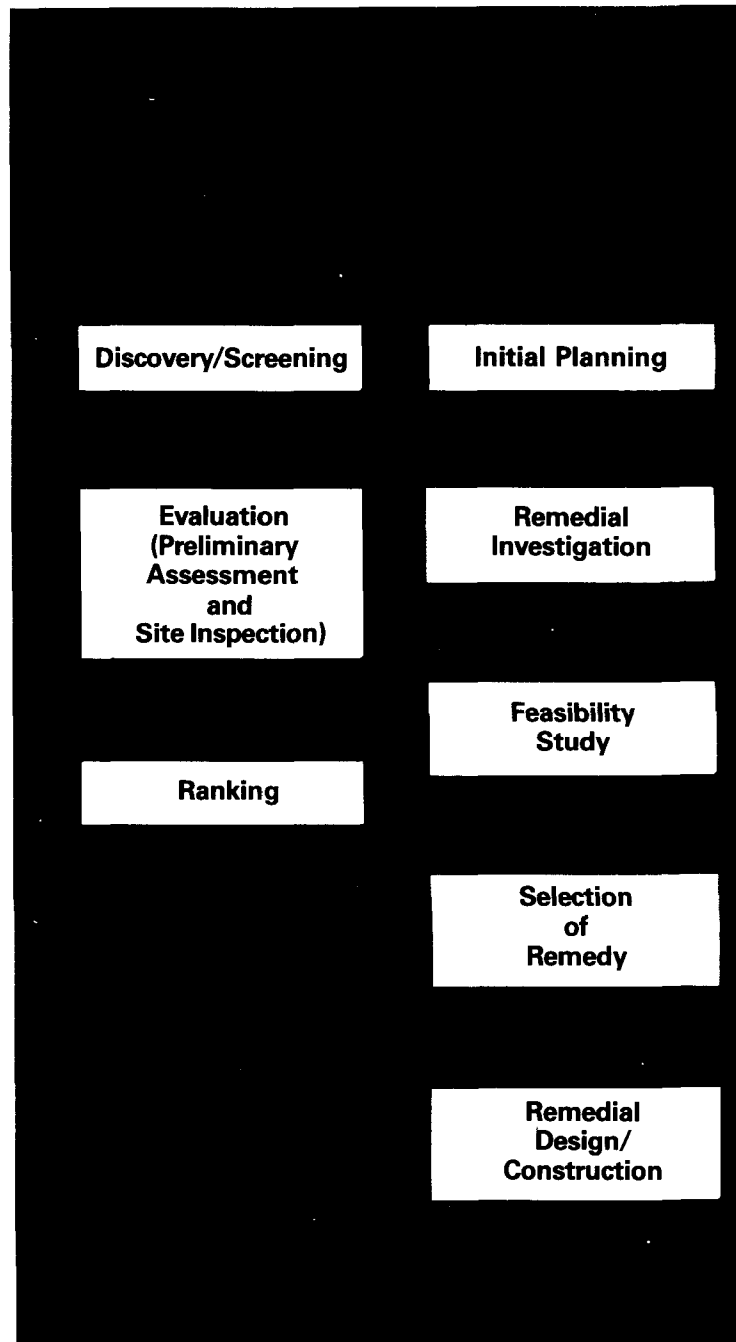 Discovery/Screening
Evaluation
(Preliminary
Assessment
and
Site Inspection)
Ranking
Initial Planning
Remedial
Investigation
Feasibility
Study
Selection
of
Remedy
Remedial
Design/
Construction